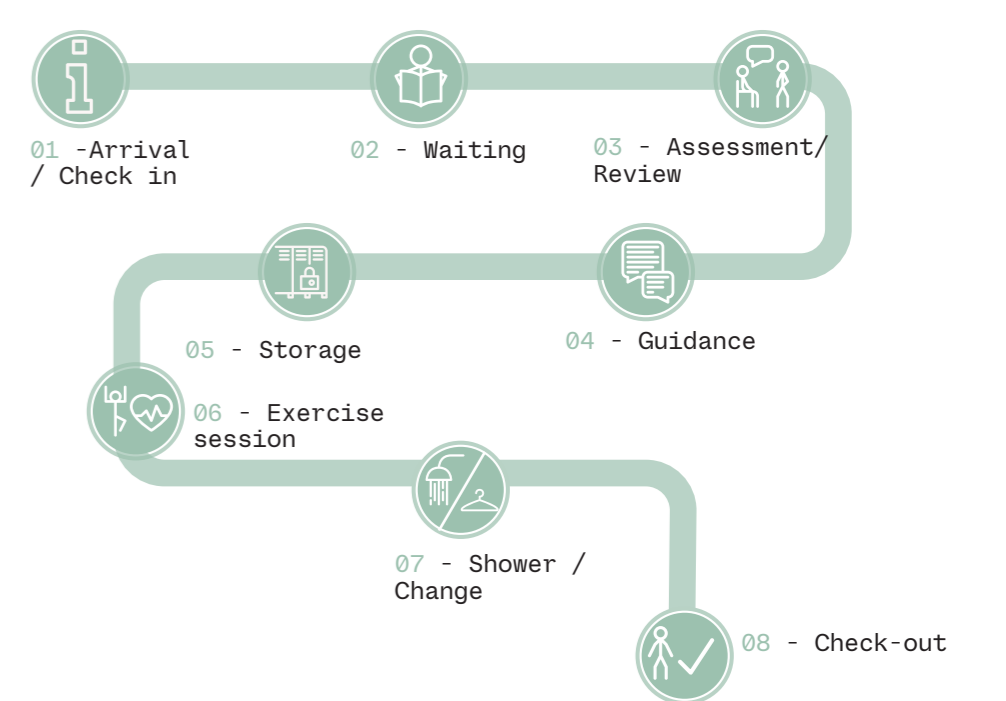 01 -Arrival
/ Check in
02 - Waiting
03 - Assessment/
Review
04 - Guidance
05 - Storage
06 - Exercise
session
07 - Shower /
Change
08 - Check-out